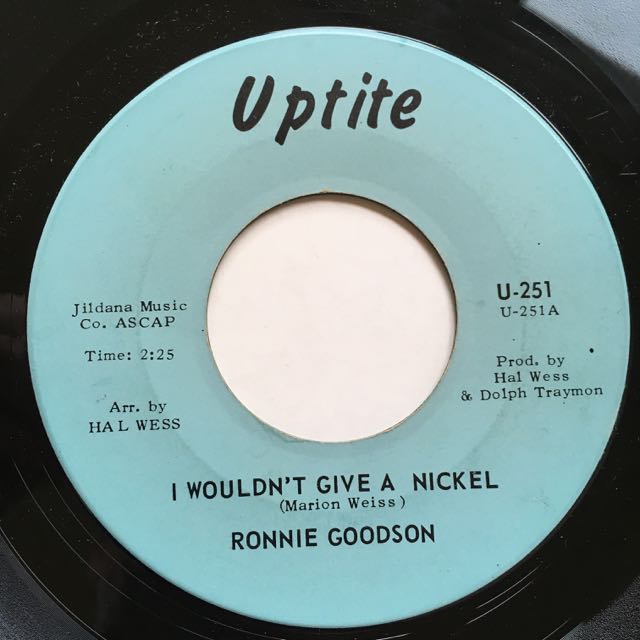 Uptite
Jildana Music
Co. ASCAP
Time: 2:25
Arr. by
HAL WESS
U-251
U-251A
Prod. by
Hal Wess
& Dolph Traymon
I WOULDN'T GIVE A NICKEL
(Marion Weiss)
RONNIE GOODSON